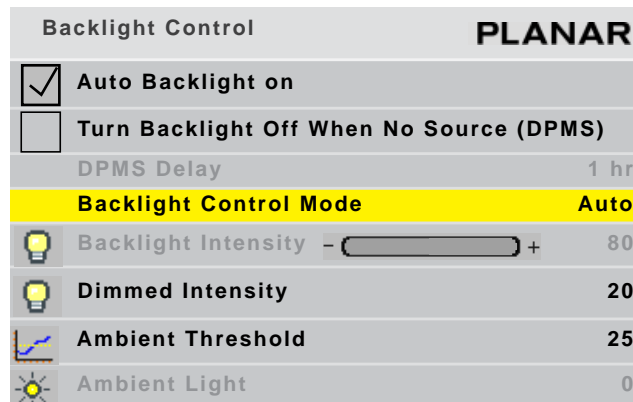 Backlight Control PLANAR
Auto Backlight on
Turn Backlight Off When No Source (DPMS)
DPMS Delay 1 hr
Backlight Control Mode Auto
Backlight Intensity - + 80
Dimmed Intensity 20
Ambient Threshold 25
Ambient Light 0